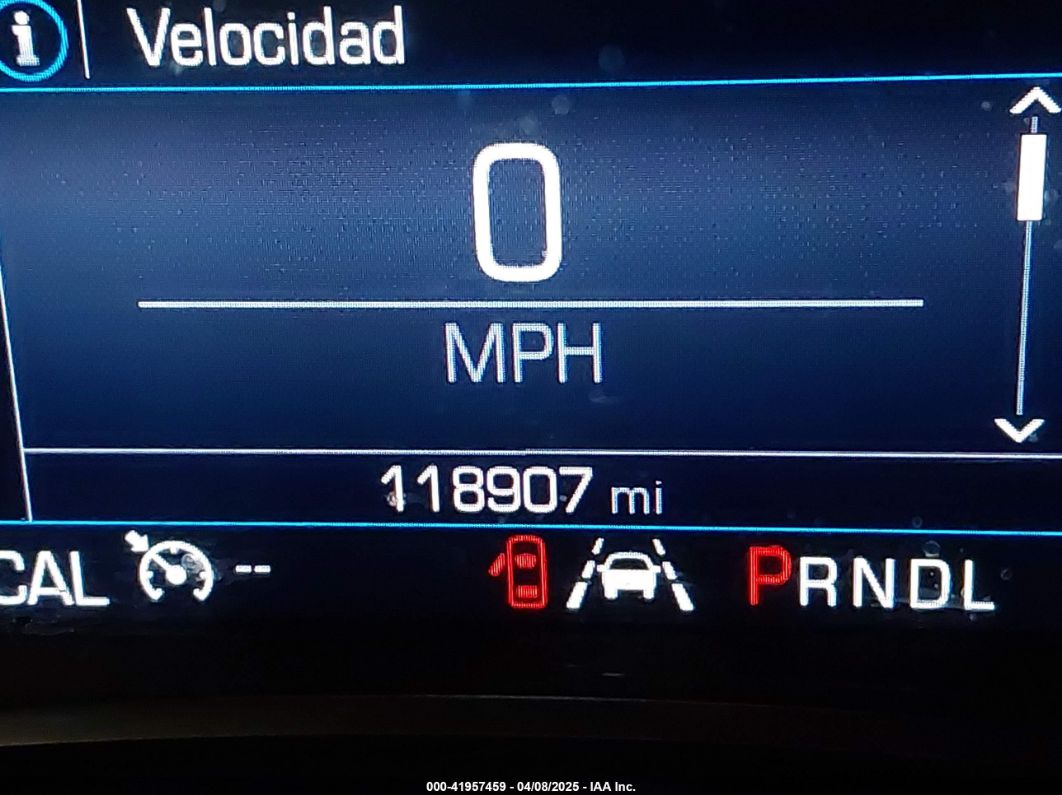 i Velocidad
0
MPH
118907 mi
CAL -- PRNDL
000-41957459 - 04/08/2025 - IAA Inc.